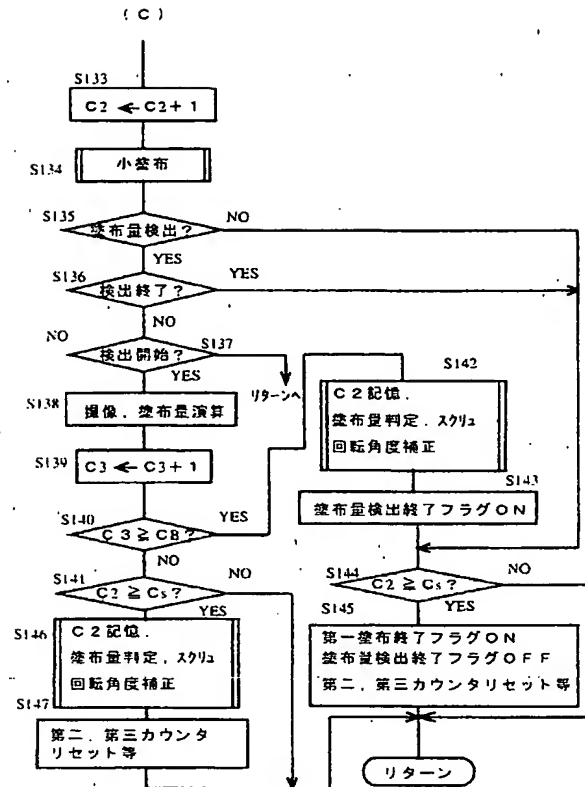 (C)
S133
C2 ← C2+1
S134
小塗布
S135
塗布量検出?
NO
YES
S136
検出終了?
YES
NO
S137
検出開始?
NO
YES
リターンへ
S138
撮像.塗布量演算
S139
C3 ← C3+1
S140
C3≧CB?
YES
NO
S141
C2≧Cs?
NO
YES
S146
C2記憶.
塗布量判定.スクリュ
回転角度補正
S147
第二.第三カウンタ
リセット等
S142
C2記憶.
塗布量判定.スクリュ
回転角度補正
S143
塗布量検出終了フラグON
S144
C2≧Cs?
NO
YES
S145
第一塗布終了フラグON
塗布量検出終了フラグOFF
第二.第三カウンタリセット等
リターン